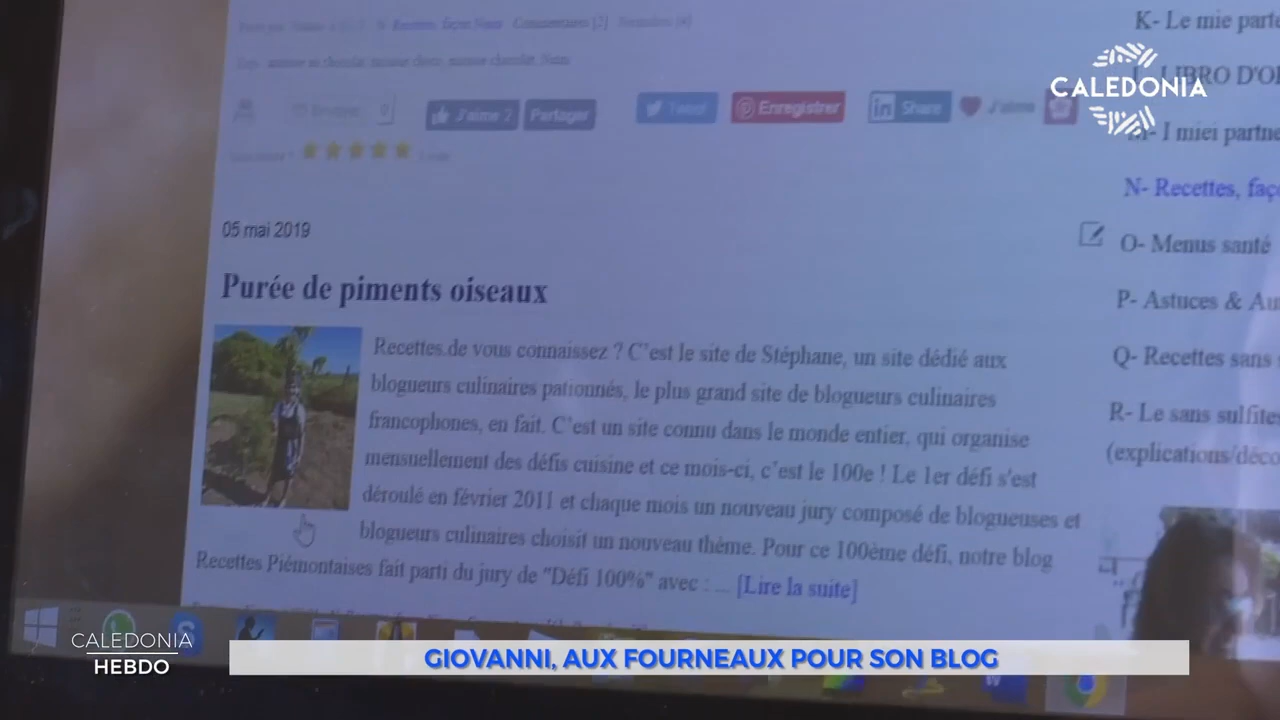 Commentaires [2]
J'aime 2
Partager
Tweet
Enregistrer
Share
J'aime
05 mai 2019
Purée de piments oiseaux
Recettes.de vous connaissez ? C'est le site de Stéphane, un site dédié aux
blogueurs culinaires pationnés, le plus grand site de blogueurs culinaires
francophones, en fait. C'est un site connu dans le monde entier, qui organise
mensuellement des défis cuisine et ce mois-ci, c'est le 100e ! Le 1er défi s'est
déroulé en février 2011 et chaque mois un nouveau jury composé de blogueuses et
blogueurs culinaires choisit un nouveau thème. Pour ce 100ème défi, notre blog
Recettes Piémontaises fait parti du jury de "Défi 100%" avec : ... [Lire la suite]
K- Le mie parte
LIBRO D'O
M- I miei partne
N- Recettes, faç
O- Menus santé
P- Astuces & Au
Q- Recettes sans
R- Le sans sulfite
(explications/déco
CALEDONIA
CALEDONIA
HEBDO
GIOVANNI, AUX FOURNEAUX POUR SON BLOG